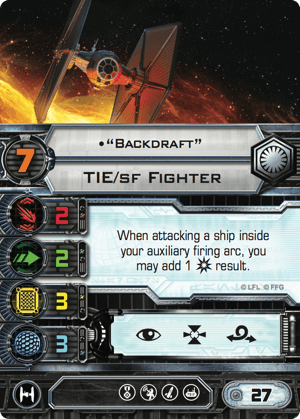 •“Backdraft”
7
TIE/sf Fighter
2
2
3
3
When attacking a ship inside
your auxiliary firing arc, you
may add 1 result.
©LFL ©FFG
27